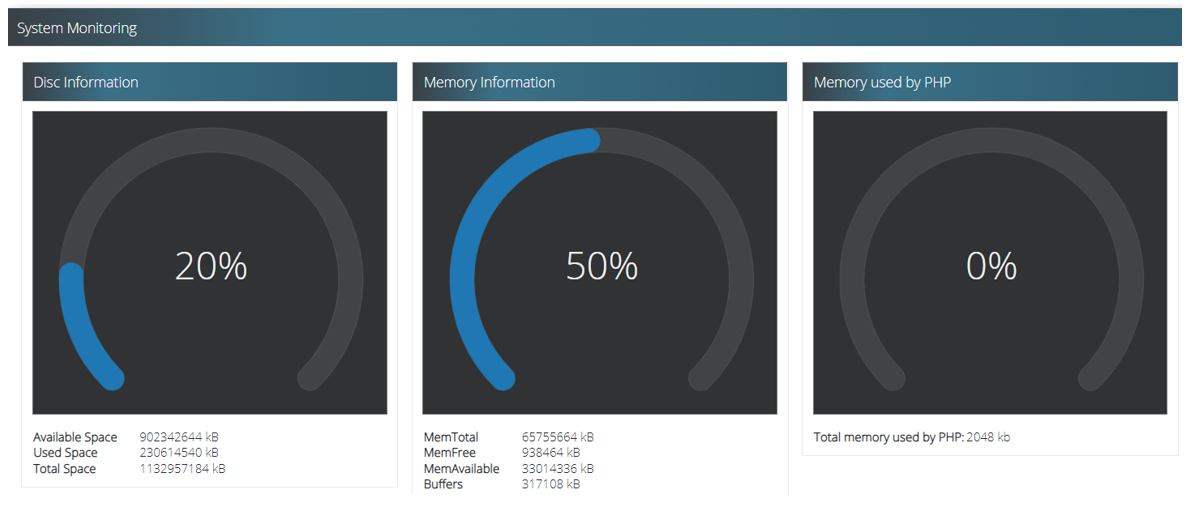 System Monitoring
Disc Information
20%
Available Space 902342644 kB
Used Space 230614540 kB
Total Space 1132957184 kB
Memory Information
50%
MemTotal 65755664 kB
MemFree 938464 kB
MemAvailable 33014336 kB
Buffers 317108 kB
Memory used by PHP
0%
Total memory used by PHP: 2048 kb